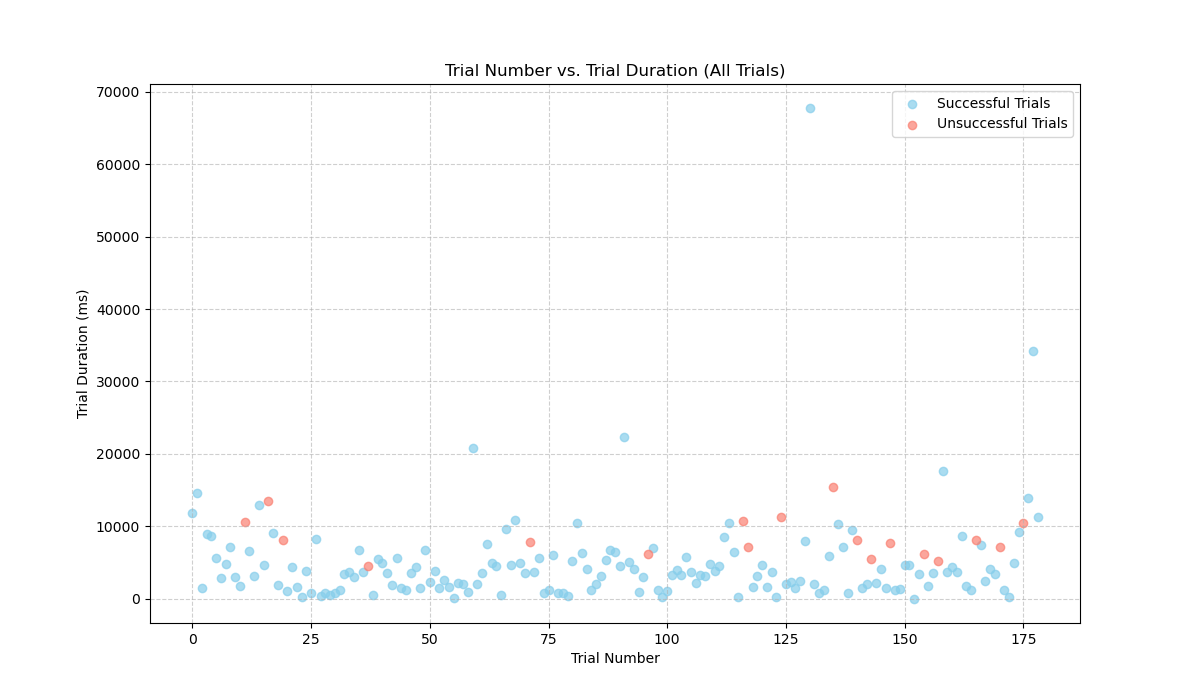 Trial Number vs. Trial Duration (All Trials)
Successful Trials
Unsuccessful Trials
Trial Duration (ms)
70000
60000
50000
40000
30000
20000
10000
0
0 25 50 75 100 125 150 175
Trial Number